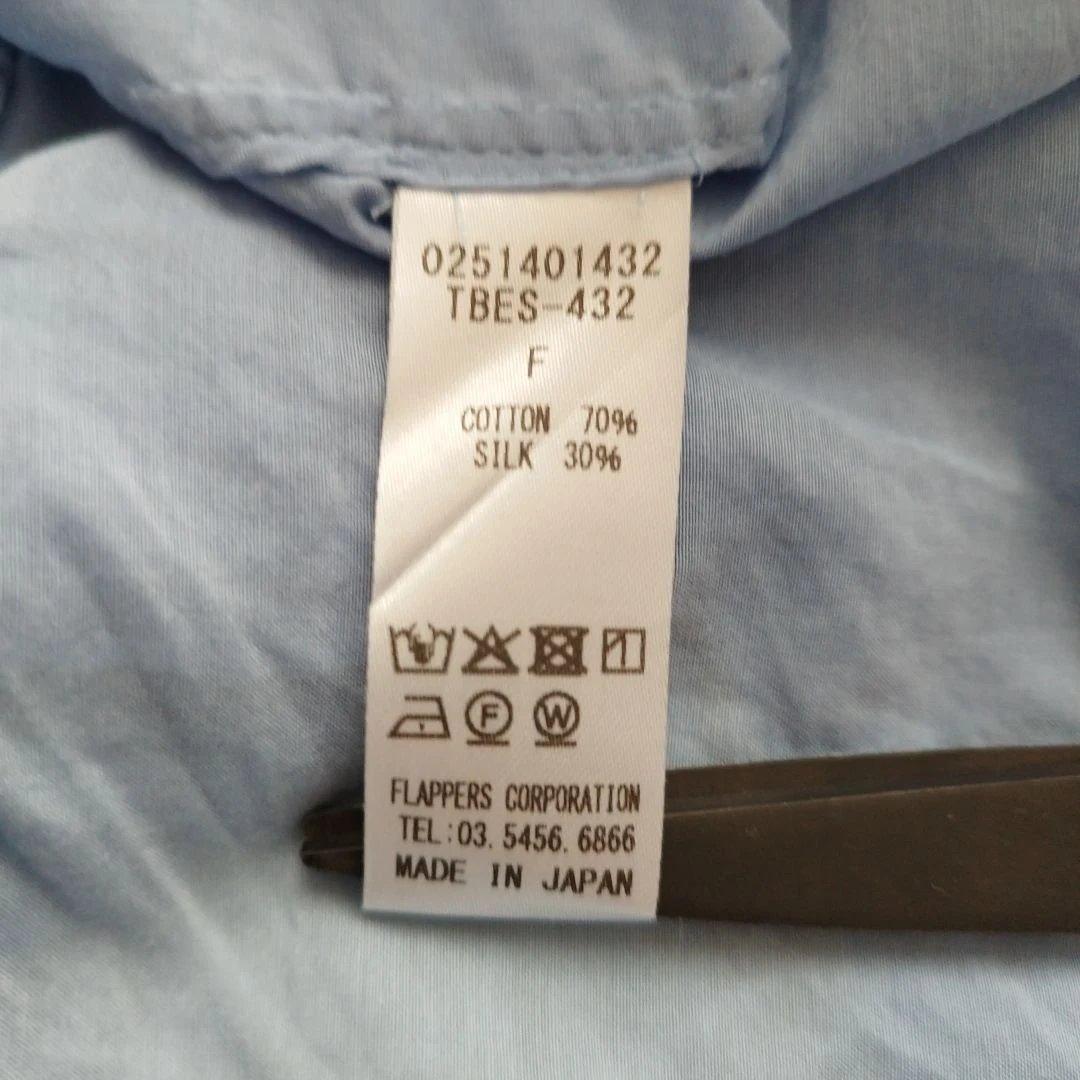 0251401432
TBES-432
F
COTTON 70%
SILK 30%
F W
FLAPPERS CORPORATION
TEL:03.5456.6866
MADE IN JAPAN